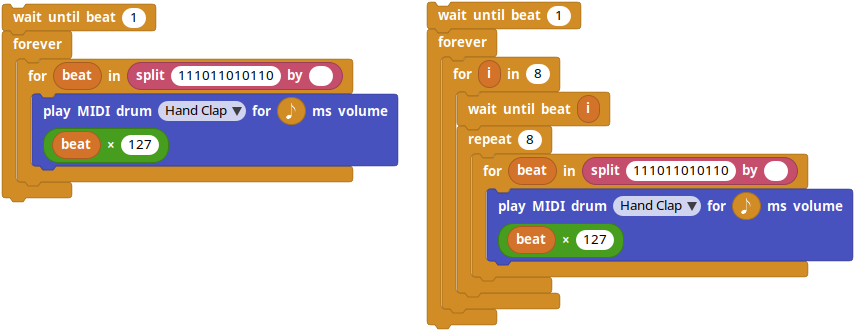 wait until beat 1
forever
for beat in split 111011010110 by
play MIDI drum Hand Clap ▼ for ♪ ms volume
beat × 127
wait until beat 1
forever
for i in 8
wait until beat i
repeat 8
for beat in split 111011010110 by
play MIDI drum Hand Clap ▼ for ♪ ms volume
beat × 127